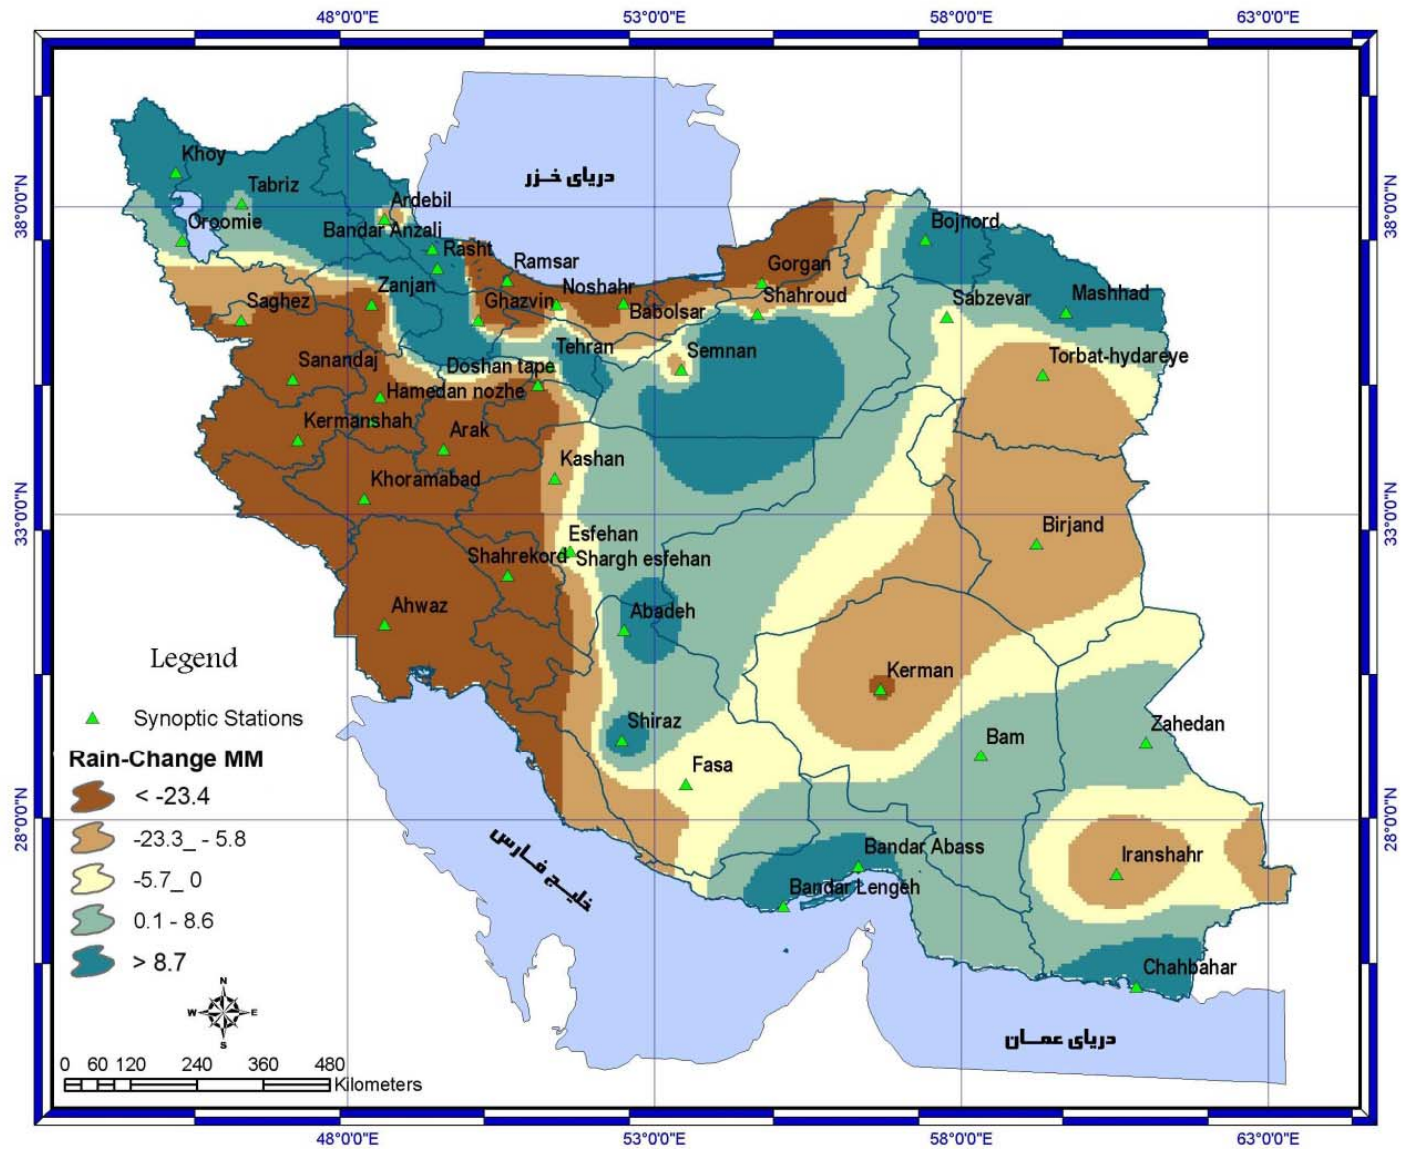 48°0'0"E 53°0'0"E 58°0'0"E 63°0'0"E
38°0'0"N 38°0'0"N
33°0'0"N 33°0'0"N
28°0'0"N 28°0'0"N
Khoy
Tabriz
Oroomie
Ardebil
Bandar Anzali
Rasht
دریای خزر
Ramsar
Zanjan
Ghazvin
Noshahr
Babolsar
Gorgan
Shahroud
Bojnord
Sabzevar
Mashhad
Saghez
Sanandaj
Doshan tape
Tehran
Semnan
Torbat-hydareye
Hamedan nozhe
Kermanshah
Arak
Khoramabad
Kashan
Birjand
Esfehan
Shahrekord
Shargh esfehan
Ahwaz
Abadeh
Kerman
Shiraz
Fasa
Bam
Zahedan
Bandar Abass
Bandar Lengeh
Iranshahr
Chahbahar
خلیج فارس
دریای عمان
Legend
Synoptic Stations
Rain-Change MM
< -23.4
-23.3_ - 5.8
-5.7_ 0
0.1 - 8.6
> 8.7
N
W E
S
0 60 120 240 360 480
Kilometers
48°0'0"E 53°0'0"E 58°0'0"E 63°0'0"E